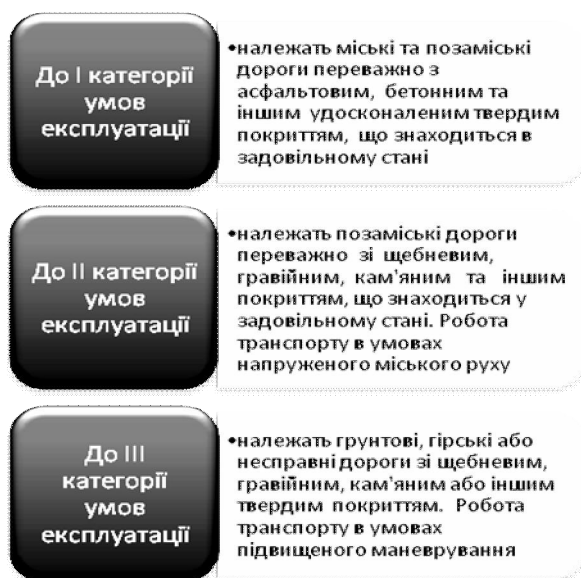 До І категорії
умов
експлуатації
•належать міські та позаміські
дороги переважно з
асфальтовим, бетонним та
іншим удосконаленим твердим
покриттям, що знаходиться в
задовільному стані
До ІІ категорії
умов
експлуатації
•належать позаміські дороги
переважно зі щебневим,
гравійним, кам'яним та іншим
покриттям, що знаходиться у
задовільному стані. Робота
транспорту в умовах
напруженого міського руху
До ІІІ
категорії
умов
експлуатації
•належать грунтові, гірські або
несправні дороги зі щебневим,
гравійним, кам'яним або іншим
твердим покриттям. Робота
транспорту в умовах
підвищеного маневрування